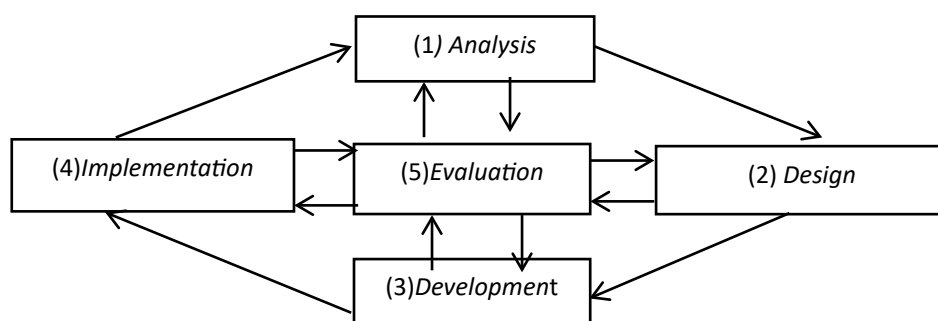 (1) Analysis
(4)Implementation
(5)Evaluation
(2) Design
(3)Development